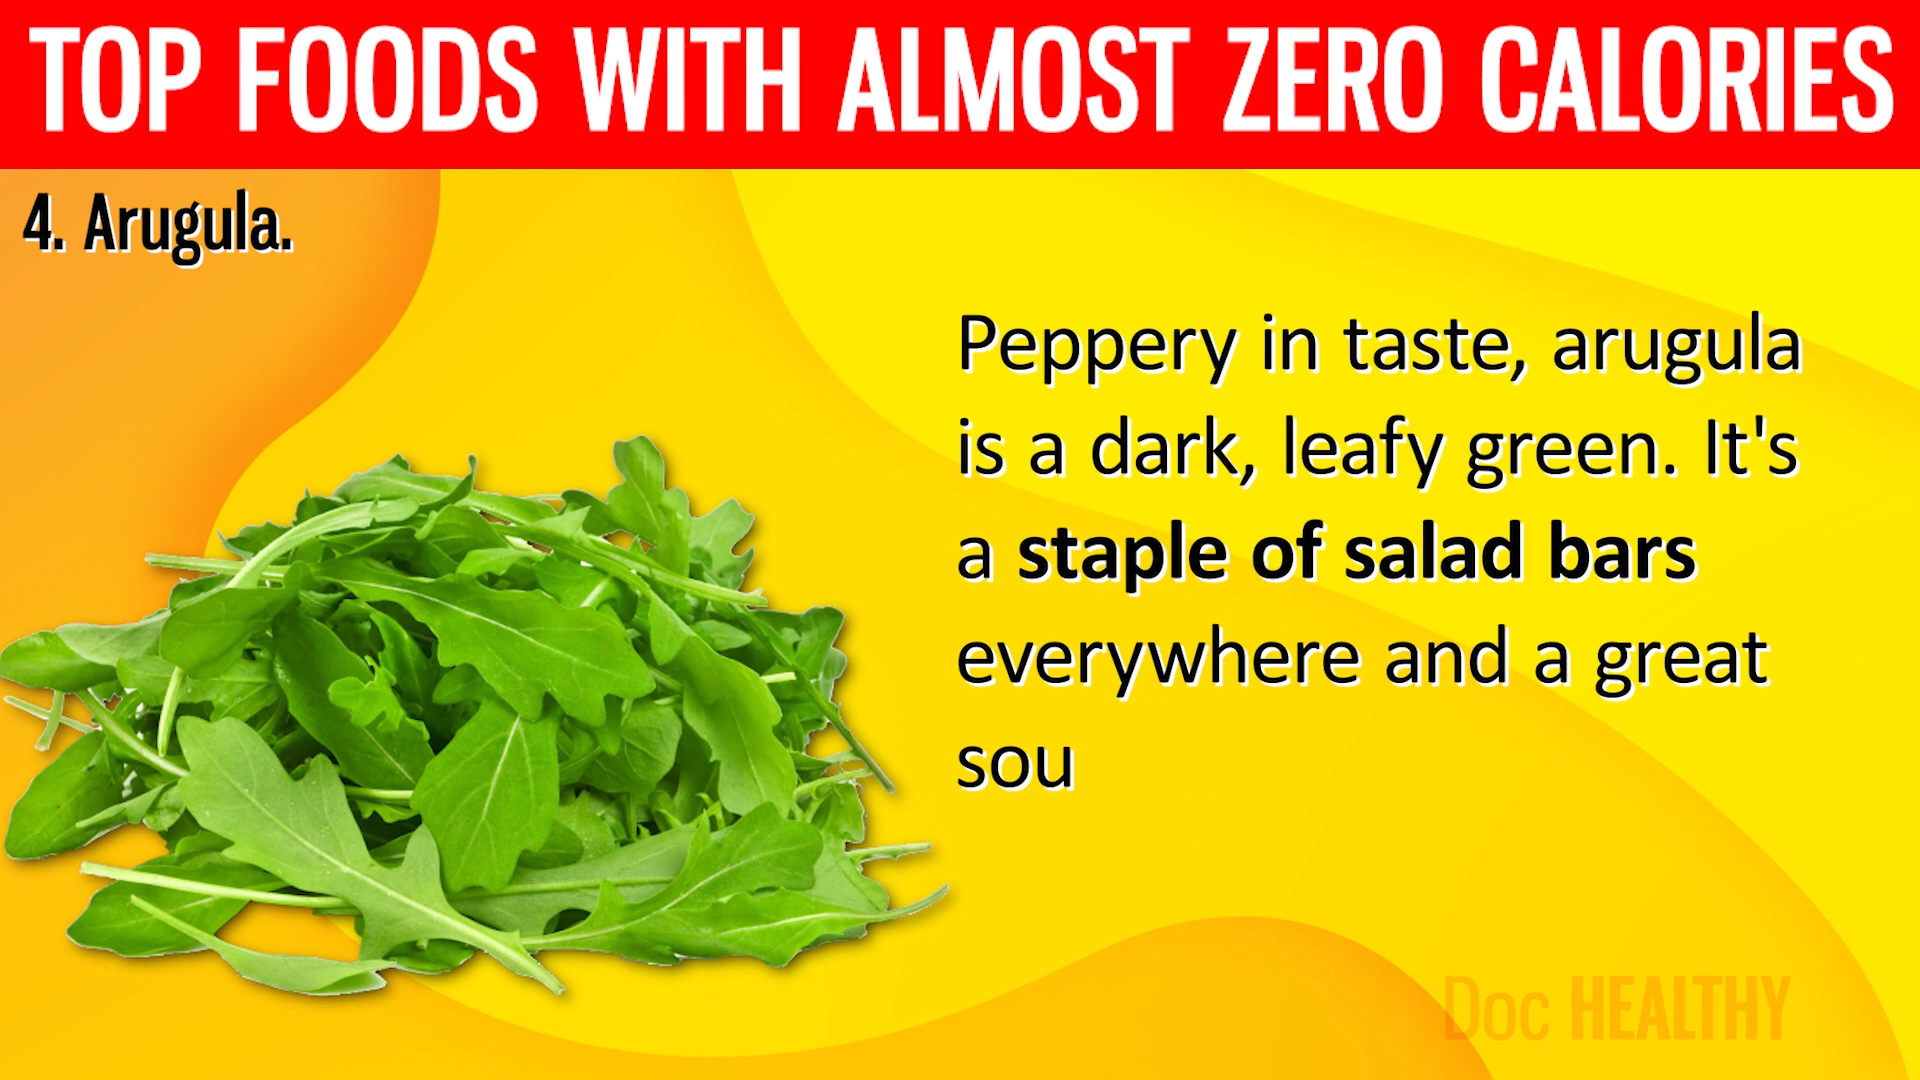 TOP FOODS WITH ALMOST ZERO CALORIES
4. Arugula.
Peppery in taste, arugula
is a dark, leafy green. It's
a staple of salad bars
everywhere and a great
sou
Doc HEALTHY